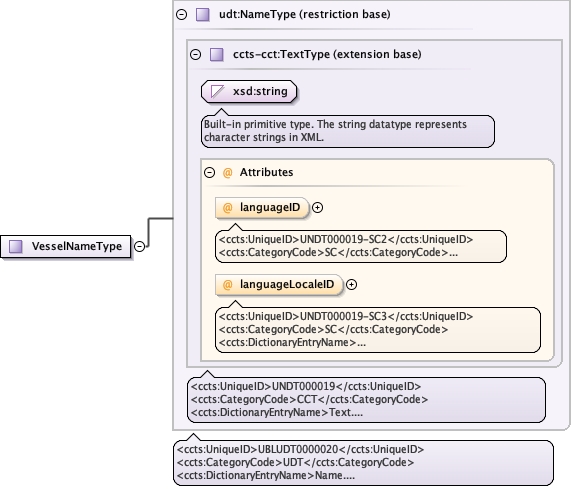 udt:NameType (restriction base)
ccts-cct:TextType (extension base)
xsd:string
Built-in primitive type. The string datatype represents
character strings in XML.
@ Attributes
@ languageID
<ccts:UniqueID>UNDT000019-SC2</ccts:UniqueID>
<ccts:CategoryCode>SC</ccts:CategoryCode>...
@ languageLocaleID
<ccts:UniqueID>UNDT000019-SC3</ccts:UniqueID>
<ccts:CategoryCode>SC</ccts:CategoryCode>
<ccts:DictionaryEntryName>...
VesselNameType
<ccts:UniqueID>UNDT000019</ccts:UniqueID>
<ccts:CategoryCode>CCT</ccts:CategoryCode>
<ccts:DictionaryEntryName>Text....
<ccts:UniqueID>UBLUDT0000020</ccts:UniqueID>
<ccts:CategoryCode>UDT</ccts:CategoryCode>
<ccts:DictionaryEntryName>Name....